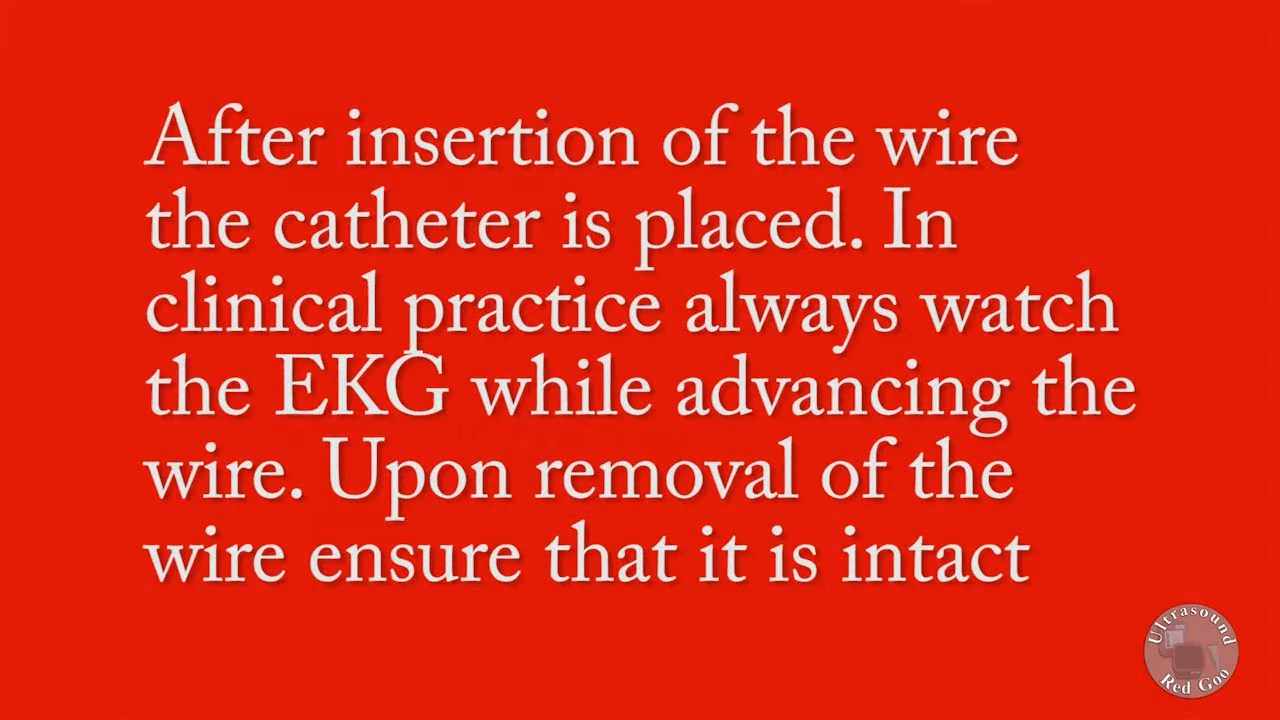 After insertion of the wire
the catheter is placed. In
clinical practice always watch
the EKG while advancing the
wire. Upon removal of the
wire ensure that it is intact
Ultrasound
Red Goo